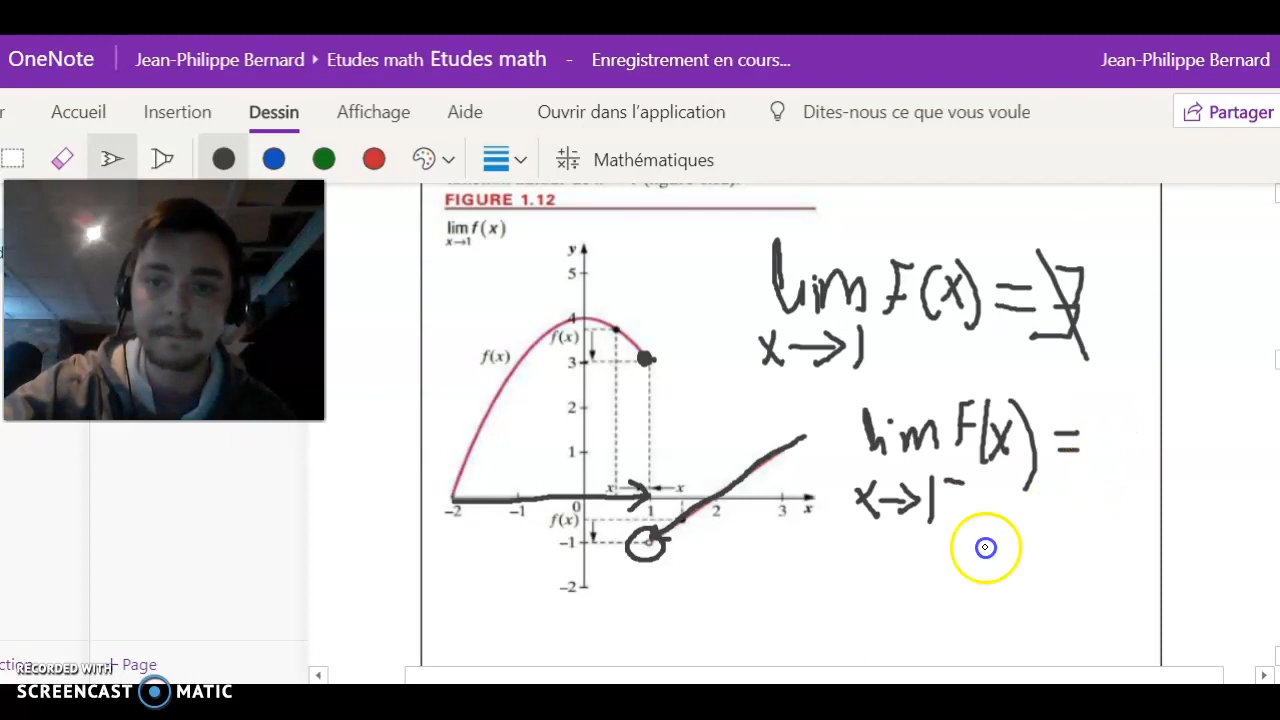 OneNote
Jean-Philippe Bernard ▸ Etudes math Etudes math - Enregistrement en cours...
Jean-Philippe Bernard
Accueil Insertion Dessin Affichage Aide Ouvrir dans l'application Dites-nous ce que vous voule
Partager
Mathématiques
FIGURE 1.12
lim f(x)
x→1
y
5
4
f(x)
f(x)
3
2
1
x x
-2 -1 0 1 2 3 x
f(x)
-1
-2
lim F(x) = ∄
x→1
lim F(x) =
x→1⁻
+ Page
RECORDED WITH
SCREENCAST MATIC